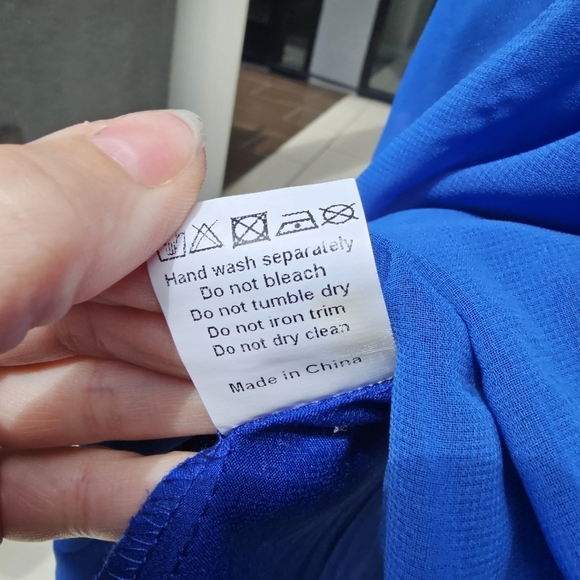 Hand wash separately
Do not bleach
Do not tumble dry
Do not iron trim
Do not dry clean
Made in China